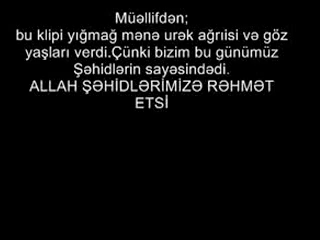 Müəllifdən;
bu klipi yığmağ mənə urək ağrıisi və göz
yaşları verdi.Çünki bizim bu günümüz
Şəhidlərin sayəsindədi.
ALLAH ŞƏHİDLƏRİMİZƏ RƏHMƏT
ETSİ